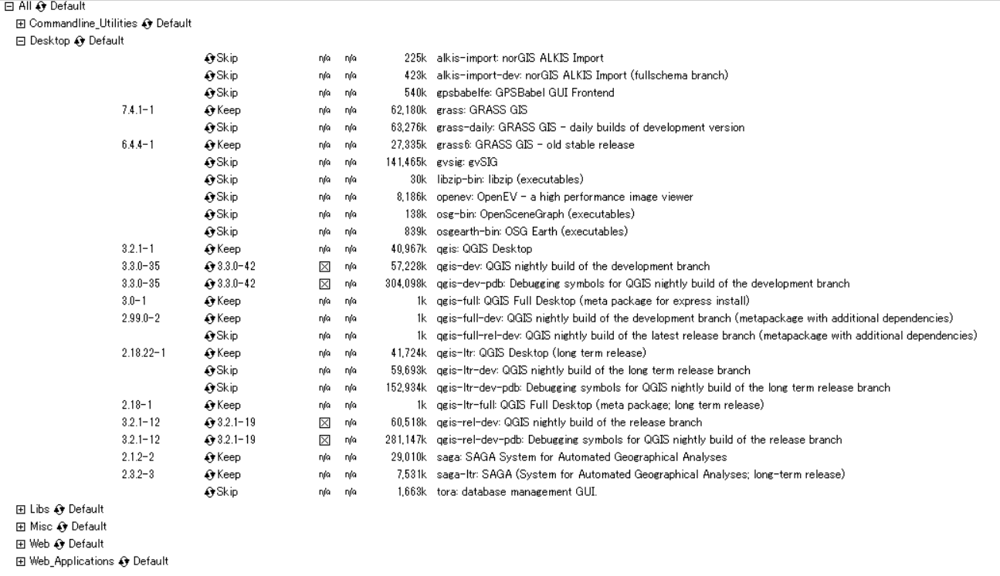 All Default
Commandline_Utilities Default
Desktop Default
Skip n/a n/a 225k alkis-import: norGIS ALKIS Import
Skip n/a n/a 423k alkis-import-dev: norGIS ALKIS Import (fullschema branch)
Skip n/a n/a 540k gpsbabelfe: GPSBabel GUI Frontend
7.4.1-1 Keep n/a n/a 62,180k grass: GRASS GIS
Skip n/a n/a 63,276k grass-daily: GRASS GIS - daily builds of development version
6.4.4-1 Keep n/a n/a 27,335k grass6: GRASS GIS - old stable release
Skip n/a n/a 141,465k gvsig: gvSIG
Skip n/a n/a 30k libzip-bin: libzip (executables)
Skip n/a n/a 8,186k openev: OpenEV - a high performance image viewer
Skip n/a n/a 138k osg-bin: OpenSceneGraph (executables)
Skip n/a n/a 839k osgearth-bin: OSG Earth (executables)
3.2.1-1 Keep n/a n/a 40,967k qgis: QGIS Desktop
3.3.0-35 3.3.0-42 n/a 57,228k qgis-dev: QGIS nightly build of the development branch
3.3.0-35 3.3.0-42 n/a 304,098k qgis-dev-pdb: Debugging symbols for QGIS nightly build of the development branch
3.0-1 Keep n/a n/a 1k qgis-full: QGIS Full Desktop (meta package for express install)
2.99.0-2 Keep n/a n/a 1k qgis-full-dev: QGIS nightly build of the development branch (metapackage with additional dependencies)
Skip n/a n/a 1k qgis-full-rel-dev: QGIS nightly build of the latest release branch (metapackage with additional dependencies)
2.18.22-1 Keep n/a n/a 41,724k qgis-ltr: QGIS Desktop (long term release)
Skip n/a n/a 59,693k qgis-ltr-dev: QGIS nightly build of the long term release branch
Skip n/a n/a 152,934k qgis-ltr-dev-pdb: Debugging symbols for QGIS nightly build of the long term release branch
2.18-1 Keep n/a n/a 1k qgis-ltr-full: QGIS Full Desktop (meta package; long term release)
3.2.1-12 3.2.1-19 n/a 60,518k qgis-rel-dev: QGIS nightly build of the release branch
3.2.1-12 3.2.1-19 n/a 281,147k qgis-rel-dev-pdb: Debugging symbols for QGIS nightly build of the release branch
2.1.2-2 Keep n/a n/a 29,010k saga: SAGA System for Automated Geographical Analyses
2.3.2-3 Keep n/a n/a 7,531k saga-ltr: SAGA (System for Automated Geographical Analyses; long-term release)
Skip n/a n/a 1,663k tora: database management GUI.
Libs Default
Misc Default
Web Default
Web_Applications Default